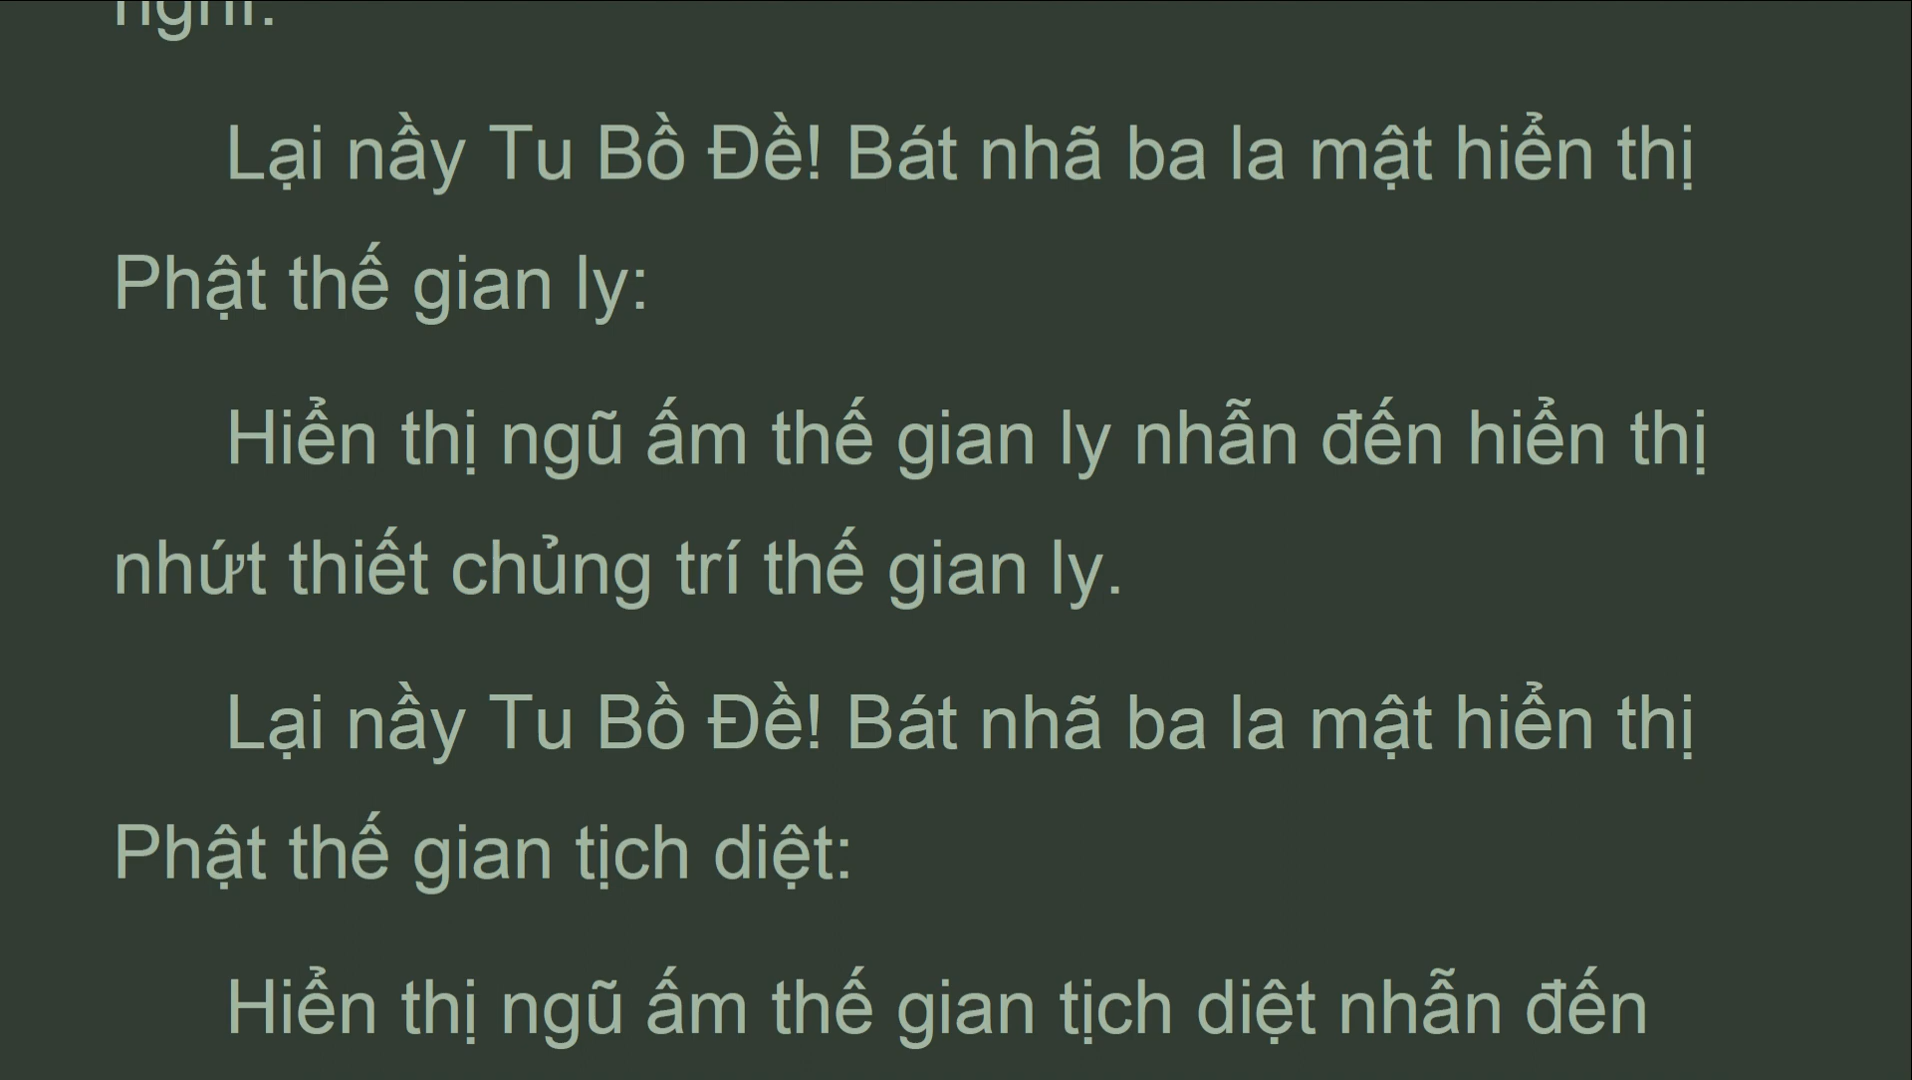 nghì.
Lại nầy Tu Bồ Đề! Bát nhã ba la mật hiển thị
Phật thế gian ly:
Hiển thị ngũ ấm thế gian ly nhẫn đến hiển thị
nhứt thiết chủng trí thế gian ly.
Lại nầy Tu Bồ Đề! Bát nhã ba la mật hiển thị
Phật thế gian tịch diệt:
Hiển thị ngũ ấm thế gian tịch diệt nhẫn đến